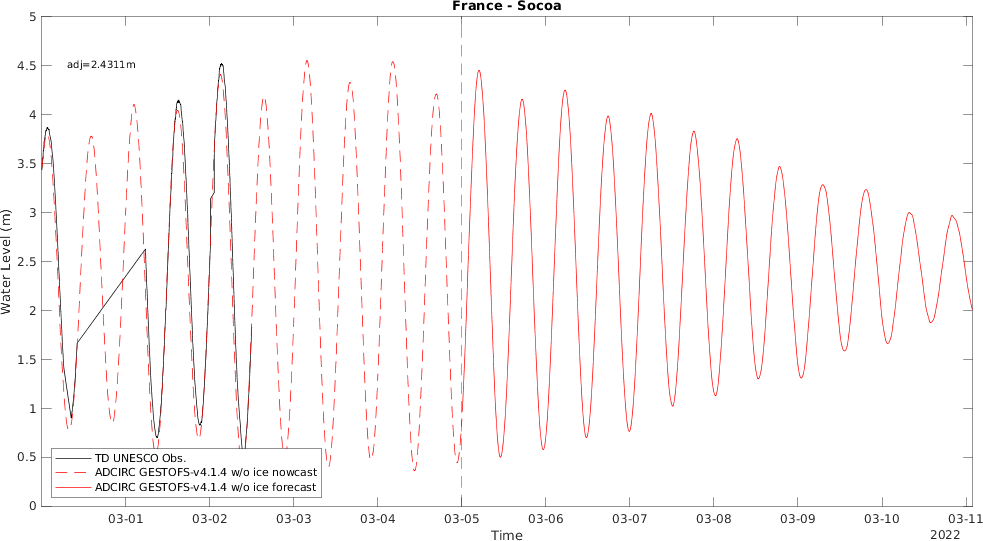 France - Socoa
5
4.5
4
3.5
3
2.5
2
1.5
1
0.5
0
Water Level (m)
adj=2.4311m
TD UNESCO Obs.
ADCIRC GESTOFS-v4.1.4 w/o ice nowcast
ADCIRC GESTOFS-v4.1.4 w/o ice forecast
03-01 03-02 03-03 03-04 03-05 03-06 03-07 03-08 03-09 03-10 03-11
2022
Time